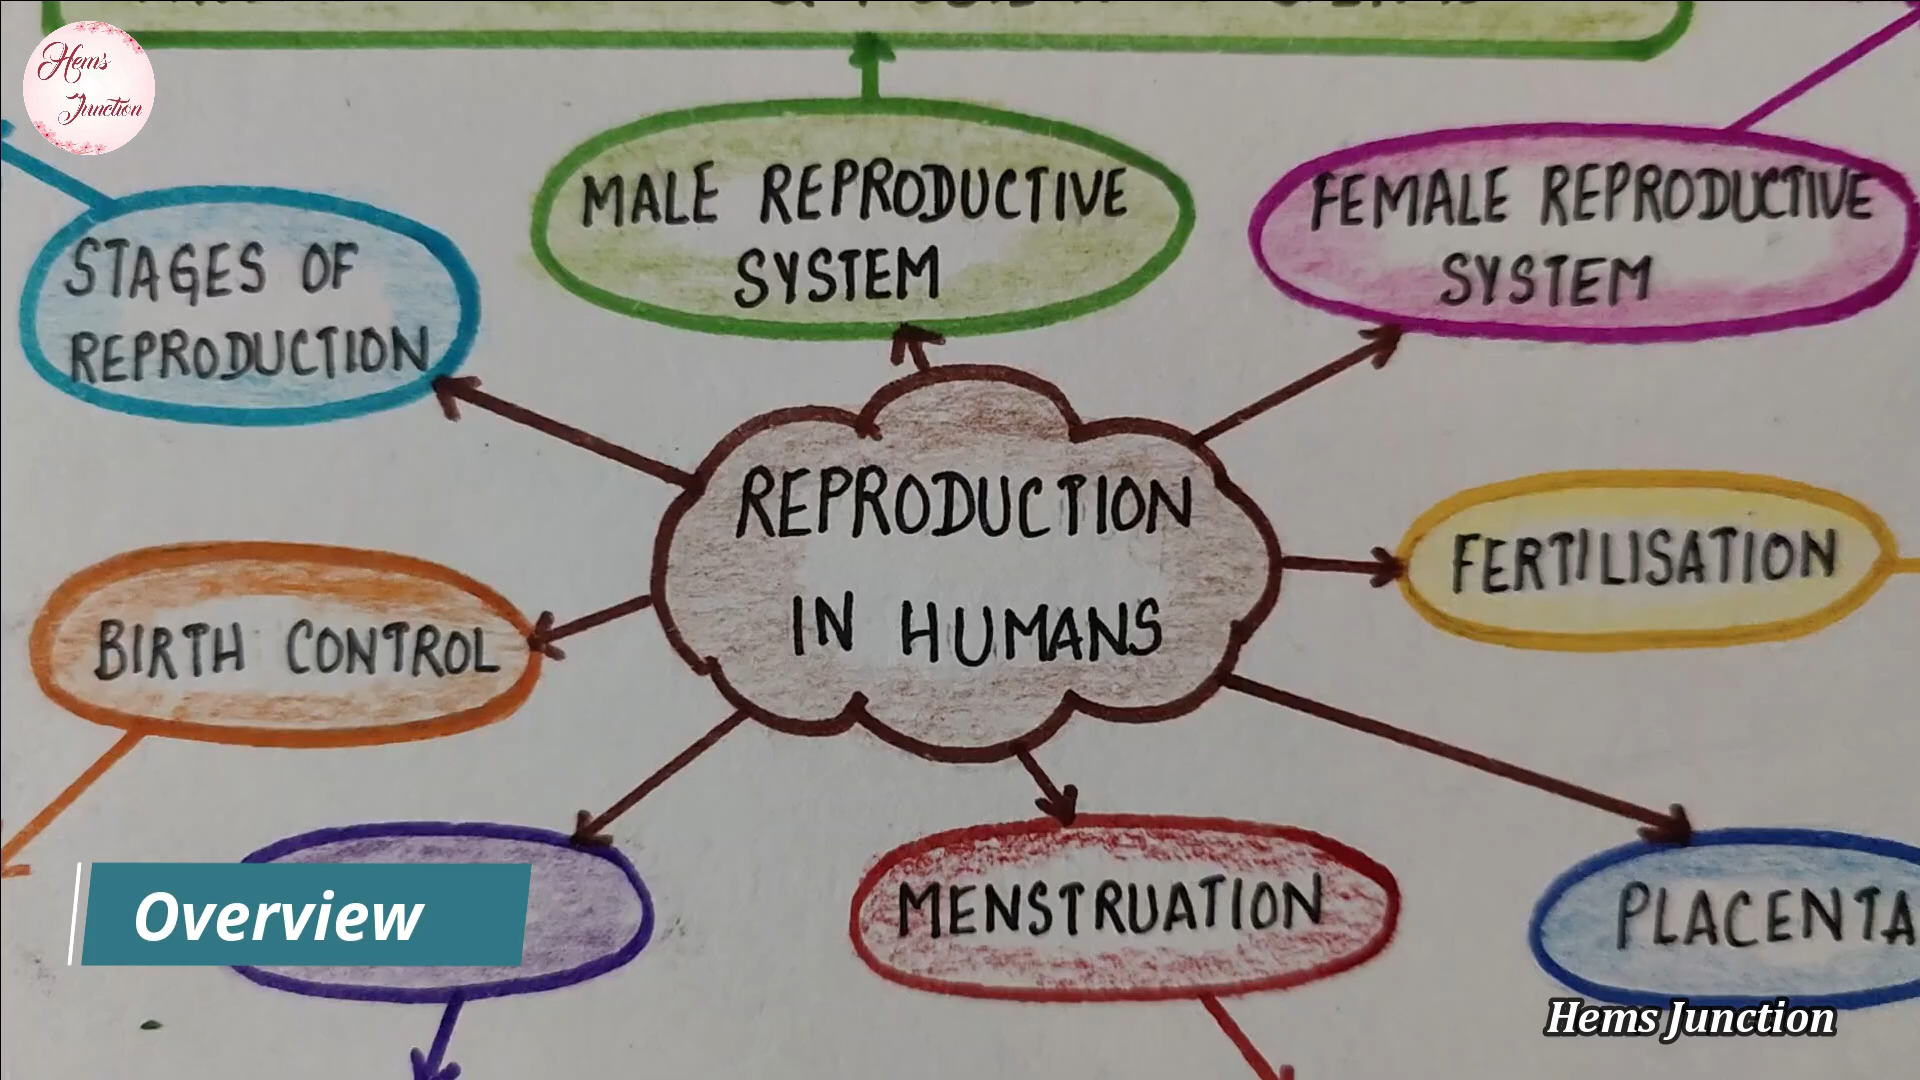 Hems
Junction
MALE REPRODUCTIVE
SYSTEM
FEMALE REPRODUCTIVE
SYSTEM
STAGES OF
REPRODUCTION
REPRODUCTION
IN HUMANS
FERTILISATION
BIRTH CONTROL
MENSTRUATION
PLACENTA
Overview
Hems Junction